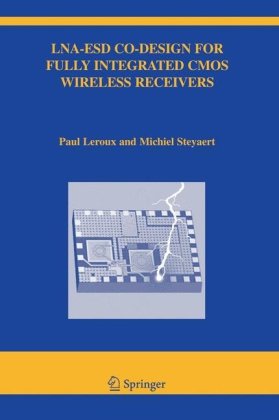 LNA-ESD CO-DESIGN FOR
FULLY INTEGRATED CMOS
WIRELESS RECEIVERS
Paul Leroux and Michiel Steyaert
Springer